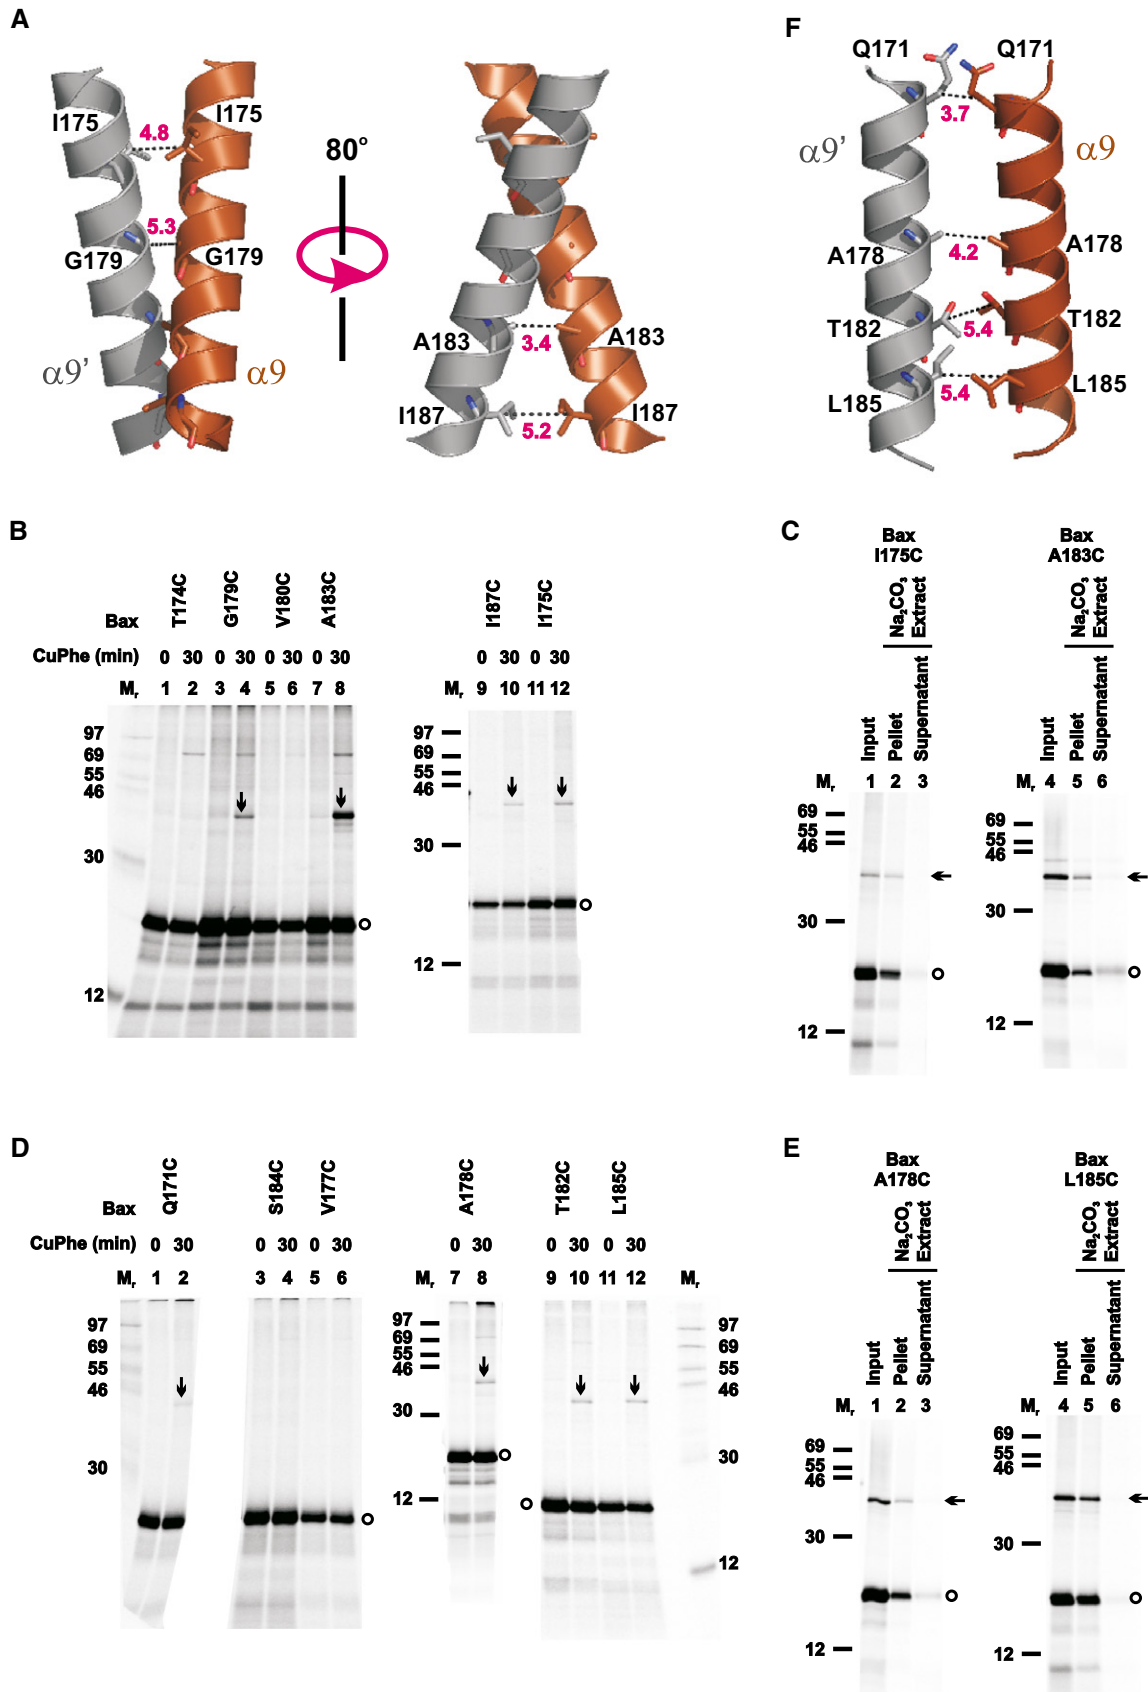 A
I175
I175
4.8
5.3
G179
G179
α9’
α9
80°
A183
A183
3.4
I187
I187
5.2
F
Q171
Q171
3.7
α9’
α9
A178
A178
4.2
T182
T182
5.4
L185
L185
5.4
B
Bax T174C G179C V180C A183C
CuPhe (min) 0 30 0 30 0 30 0 30
Mr 1 2 3 4 5 6 7 8
97
69
55
46
30
12
I187C I175C
0 30 0 30
Mr 9 10 11 12
97
69
55
46
30
12
C
Bax
I175C
Na2CO3
Extract
Input Pellet Supernatant
Mr 1 2 3
69
55
46
30
12
Bax
A183C
Na2CO3
Extract
Input Pellet Supernatant
Mr 4 5 6
69
55
46
30
12
D
Bax Q171C S184C V177C
CuPhe (min) 0 30 0 30 0 30
Mr 1 2 3 4 5 6
97
69
55
46
30
A178C
0 30
Mr 7 8
97
69
55
46
30
12
T182C L185C
0 30 0 30
9 10 11 12 Mr
97
69
55
46
30
12
E
Bax
A178C
Na2CO3
Extract
Input Pellet Supernatant
Mr 1 2 3
69
55
46
30
12
Bax
L185C
Na2CO3
Extract
Input Pellet Supernatant
Mr 4 5 6
69
55
46
30
12